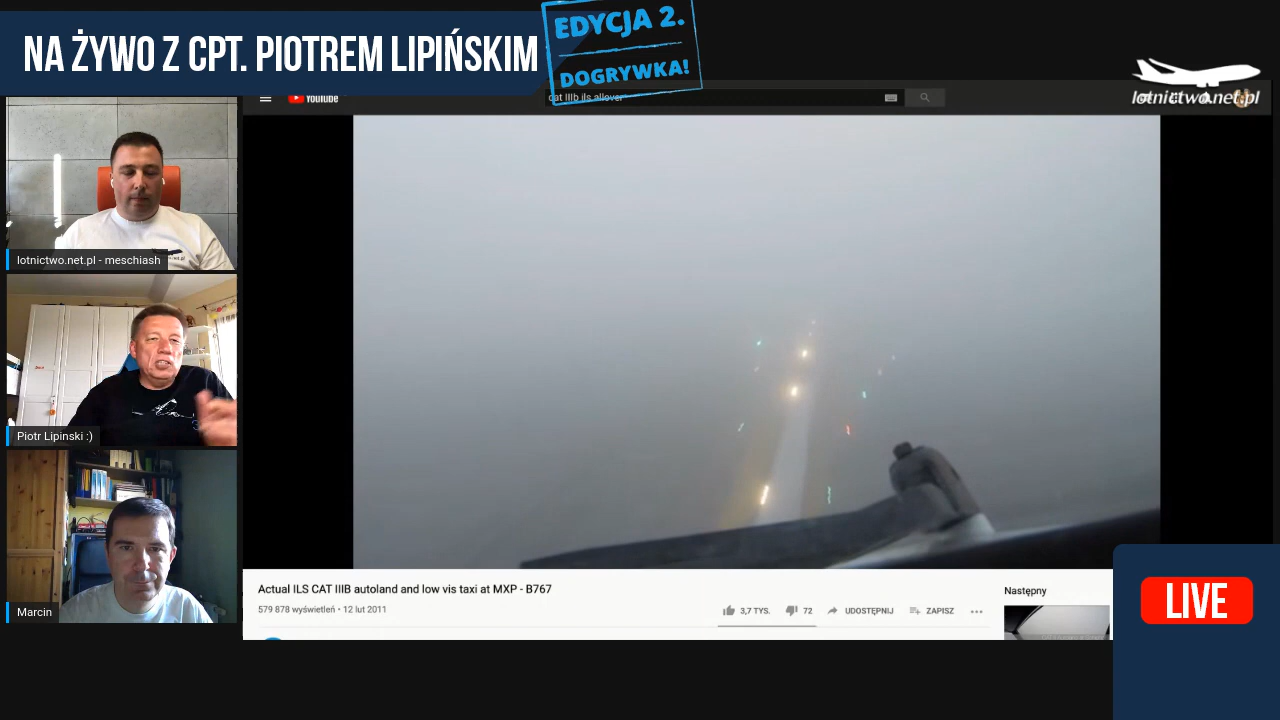 NA ŻYWO Z CPT. PIOTREM LIPIŃSKIM
EDYCJA 2.
DOGRYWKA!
YouTube
cat IIIb ils allover
lotnictwo.net.pl
lotnictwo.net.pl - meschiash
Piotr Lipinski :)
Marcin
Actual ILS CAT IIIB autoland and low vis taxi at MXP - B767
579 878 wyświetleń • 12 lut 2011
3,7 TYS.
72
UDOSTĘPNIJ
ZAPISZ
Następny
LIVE